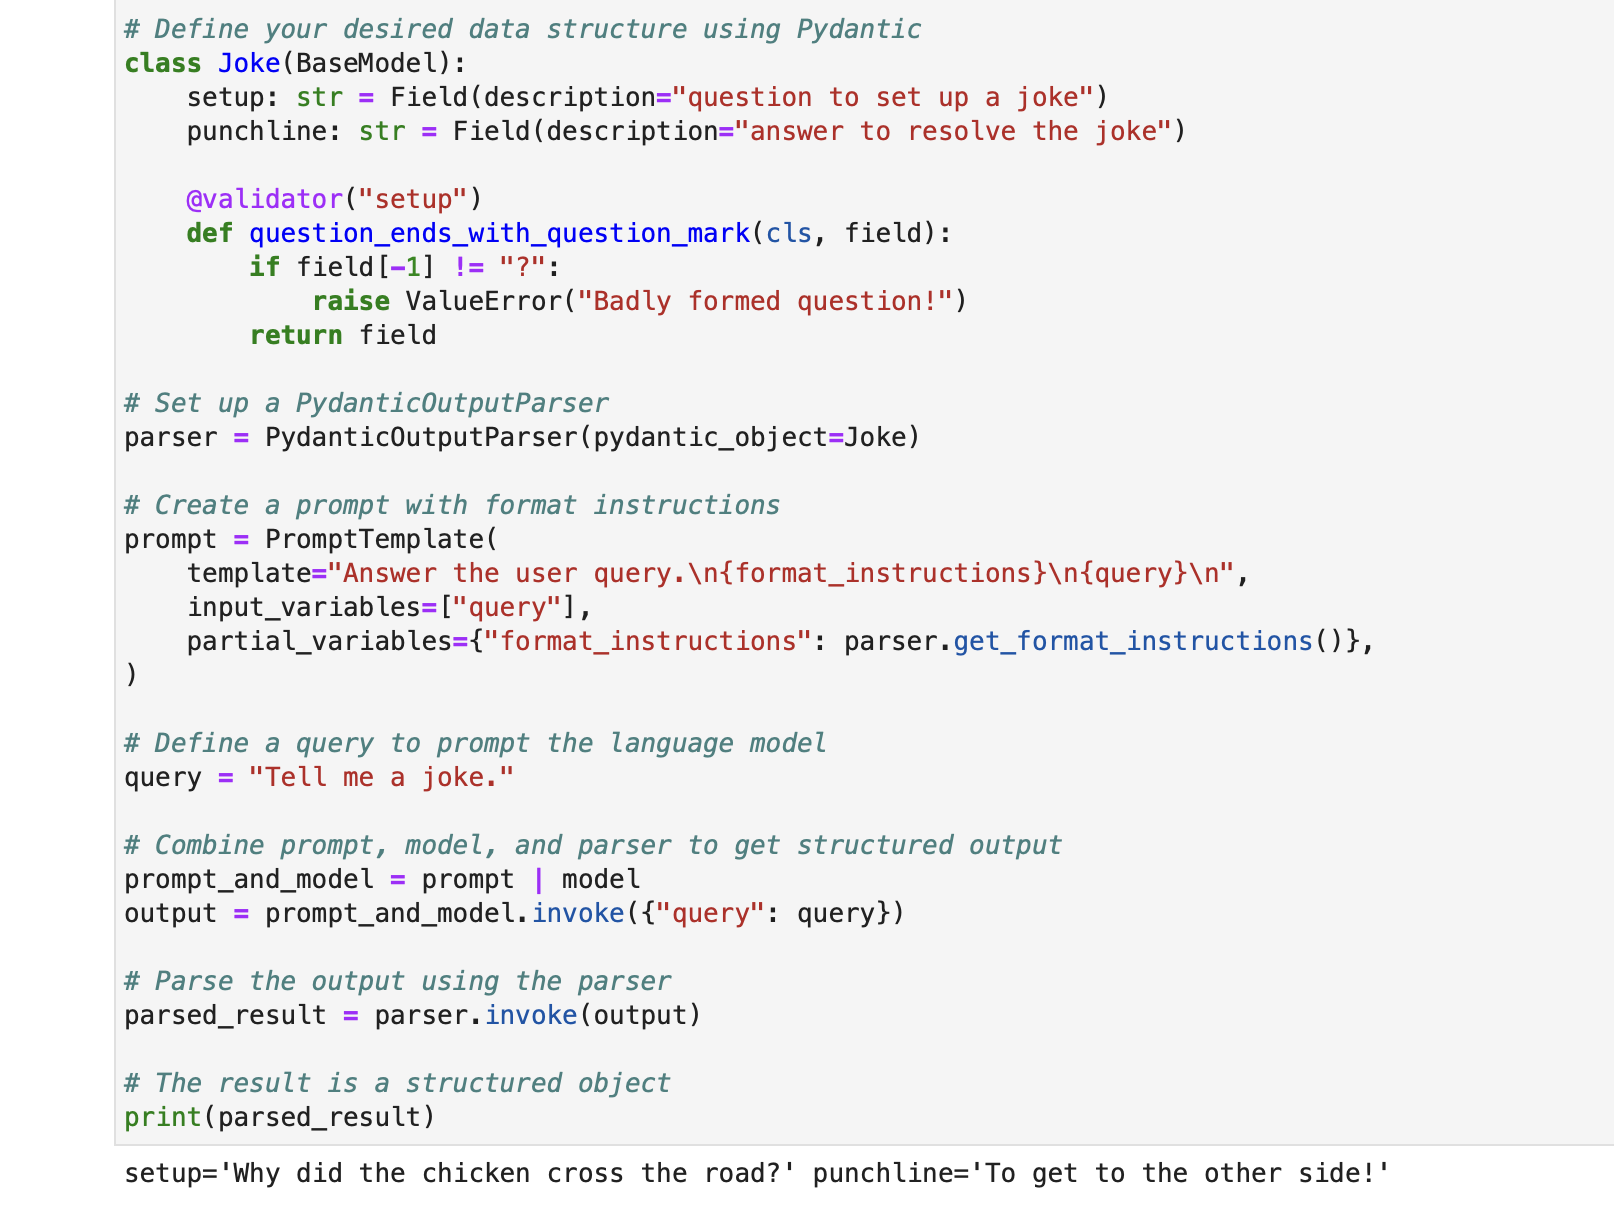 # Define your desired data structure using Pydantic
class Joke(BaseModel):
    setup: str = Field(description="question to set up a joke")
    punchline: str = Field(description="answer to resolve the joke")

    @validator("setup")
    def question_ends_with_question_mark(cls, field):
        if field[-1] != "?":
            raise ValueError("Badly formed question!")
        return field

# Set up a PydanticOutputParser
parser = PydanticOutputParser(pydantic_object=Joke)

# Create a prompt with format instructions
prompt = PromptTemplate(
    template="Answer the user query.\n{format_instructions}\n{query}\n",
    input_variables=["query"],
    partial_variables={"format_instructions": parser.get_format_instructions()},
)

# Define a query to prompt the language model
query = "Tell me a joke."

# Combine prompt, model, and parser to get structured output
prompt_and_model = prompt | model
output = prompt_and_model.invoke({"query": query})

# Parse the output using the parser
parsed_result = parser.invoke(output)

# The result is a structured object
print(parsed_result)
setup='Why did the chicken cross the road?' punchline='To get to the other side!'